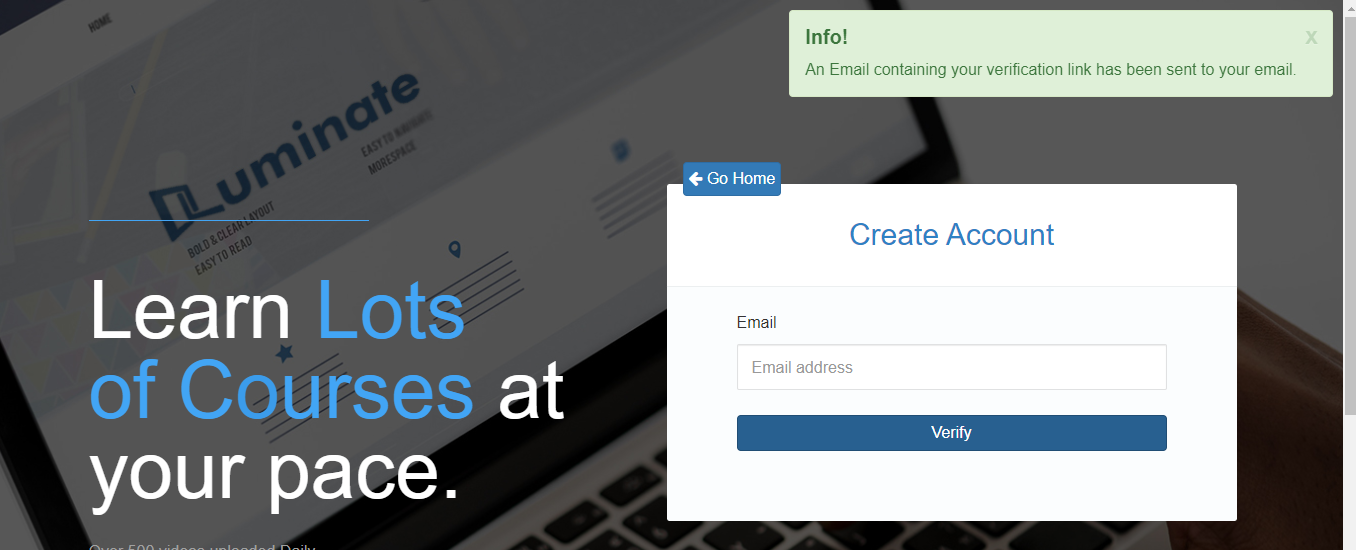 HOME
Info!
x
An Email containing your verification link has been sent to your email.
Luminate
EASY TO NAVIGATE
MORESPACE
BOLD & CLEAR LAYOUT
EASY TO READ
Go Home
Create Account
Learn Lots
of Courses at
your pace.
Email
Email address
Verify
Over 500 videos uploaded Daily